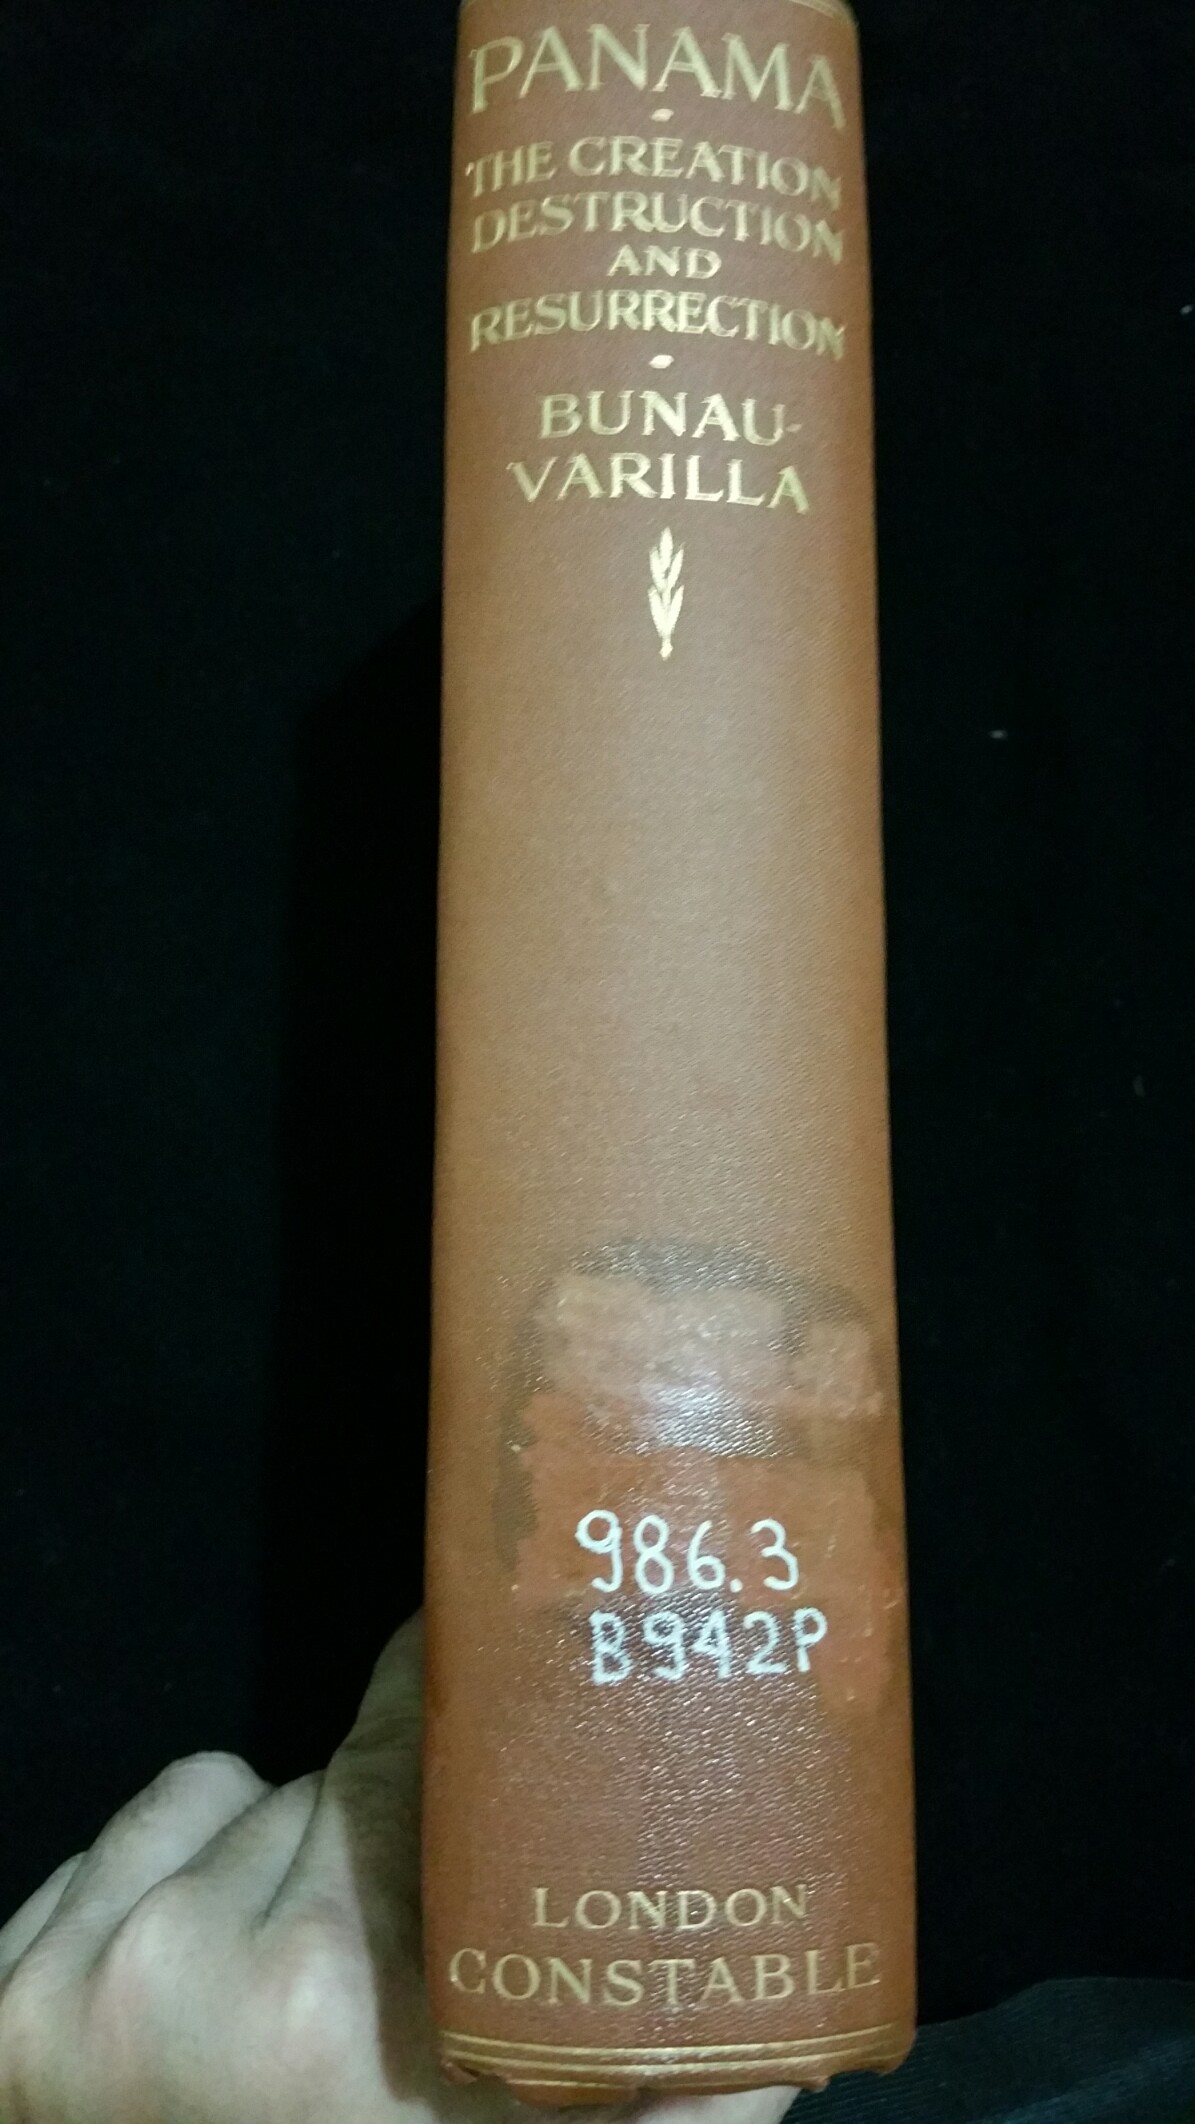 PANAMA
THE CREATION
DESTRUCTION
AND
RESURRECTION
BUNAU-
VARILLA
986.3
B942P
LONDON
CONSTABLE